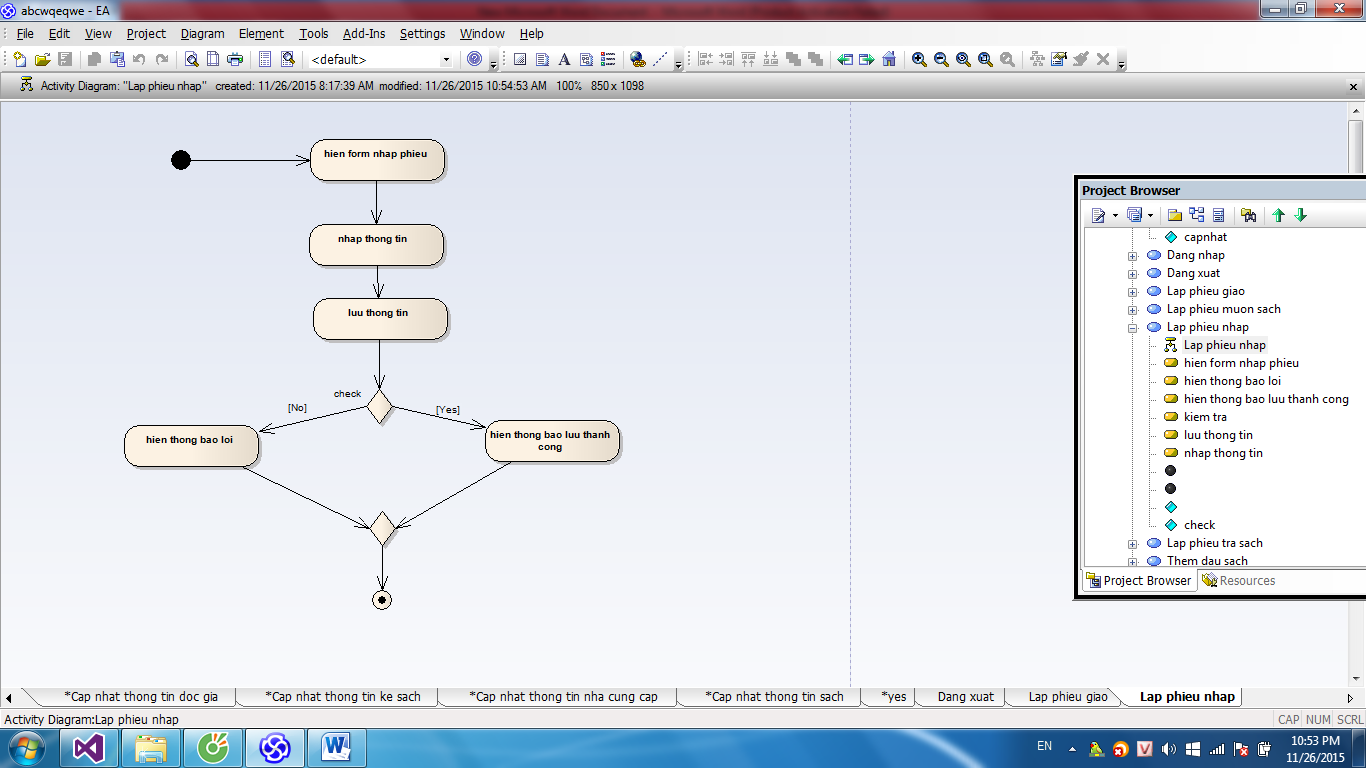 abcwqeqwe - EA
File Edit View Project Diagram Element Tools Add-Ins Settings Window Help
<default>
Activity Diagram: "Lap phieu nhap" created: 11/26/2015 8:17:39 AM modified: 11/26/2015 10:54:53 AM 100% 850 x 1098
hien form nhap phieu
nhap thong tin
luu thong tin
check
[No]
[Yes]
hien thong bao loi
hien thong bao luu thanh
cong
Project Browser
capnhat
Dang nhap
Dang xuat
Lap phieu giao
Lap phieu muon sach
Lap phieu nhap
Lap phieu nhap
hien form nhap phieu
hien thong bao loi
hien thong bao luu thanh cong
kiem tra
luu thong tin
nhap thong tin
check
Lap phieu tra sach
Them dau sach
Project Browser Resources
*Cap nhat thong tin doc gia *Cap nhat thong tin ke sach *Cap nhat thong tin nha cung cap *Cap nhat thong tin sach *yes Dang xuat Lap phieu giao Lap phieu nhap
Activity Diagram:Lap phieu nhap CAP NUM SCRL
EN
10:53 PM
11/26/2015